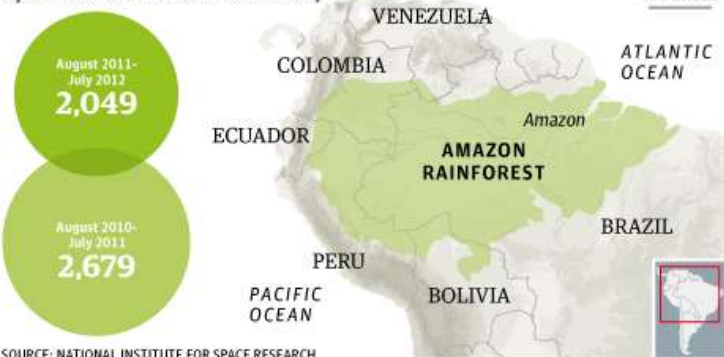 August 2011-
July 2012
2,049
August 2010-
July 2011
2,679
VENEZUELA
COLOMBIA
ATLANTIC
OCEAN
ECUADOR
Amazon
AMAZON
RAINFOREST
BRAZIL
PERU
PACIFIC
OCEAN
BOLIVIA
SOURCE: NATIONAL INSTITUTE FOR SPACE RESEARCH